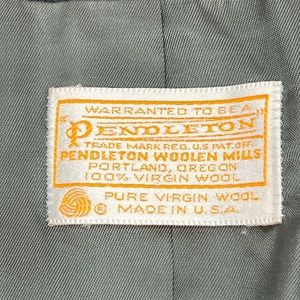 WARRANTED TO BE A
"PENDLETON"
TRADE MARK REG. U.S. PAT. OFF.
PENDLETON WOOLEN MILLS
PORTLAND, OREGON
100% VIRGIN WOOL
PURE VIRGIN WOOL
® MADE IN U.S.A.